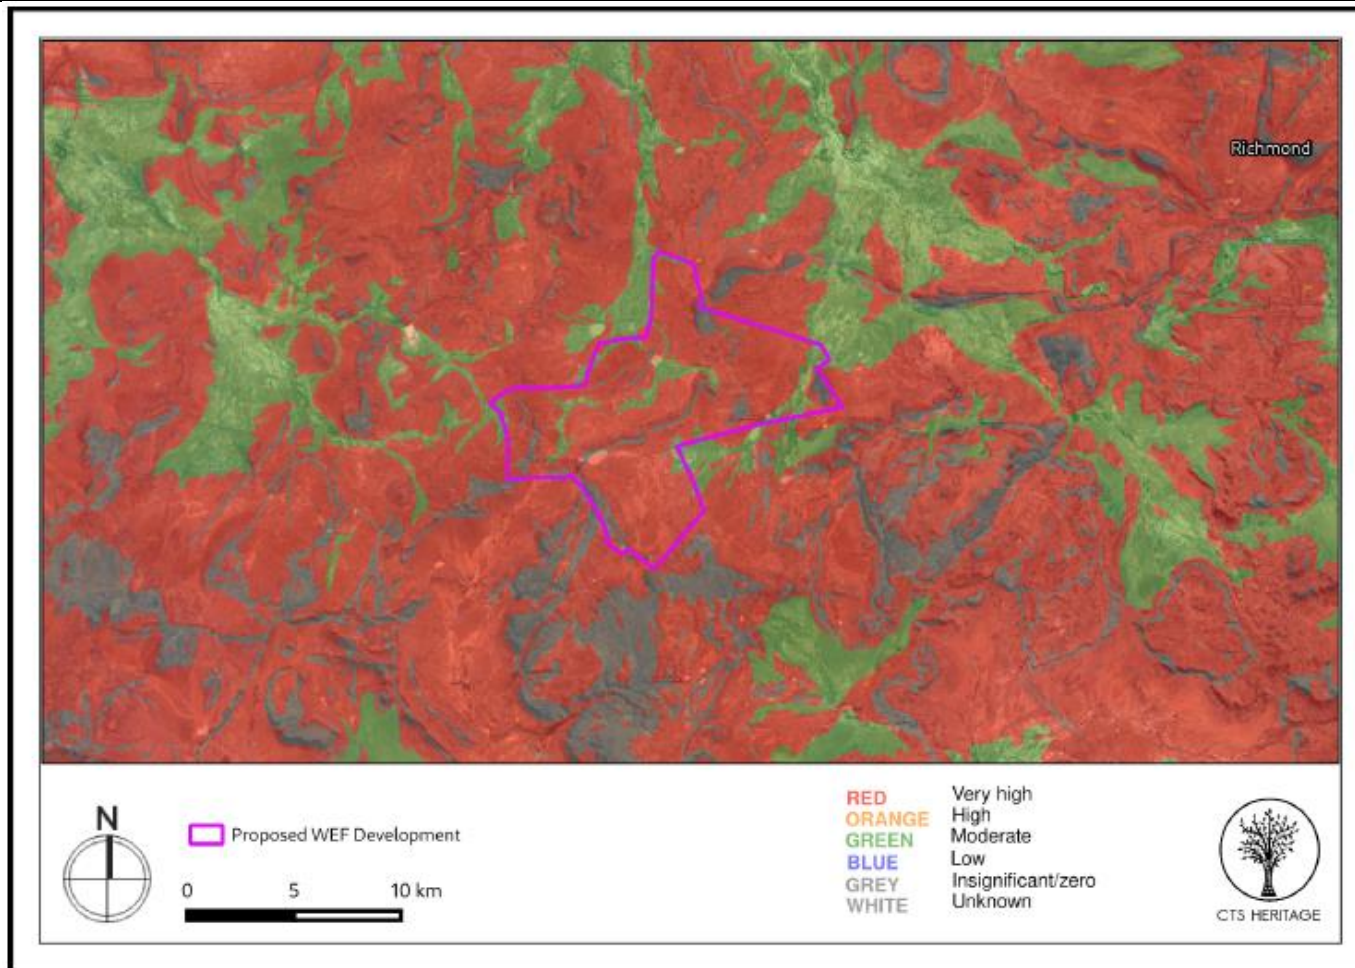 Richmond
N
Proposed WEF Development
0 5 10 km
RED Very high
ORANGE High
GREEN Moderate
BLUE Low
GREY Insignificant/zero
WHITE Unknown
CTS HERITAGE